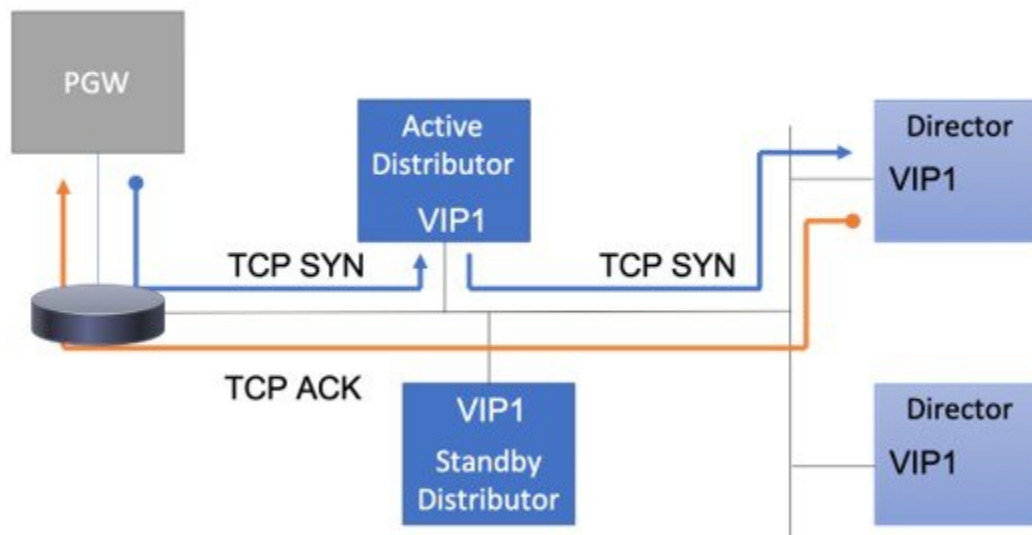 PGW
Active
Distributor
VIP1
TCP SYN
TCP SYN
Director
VIP1
TCP ACK
VIP1
Standby
Distributor
Director
VIP1